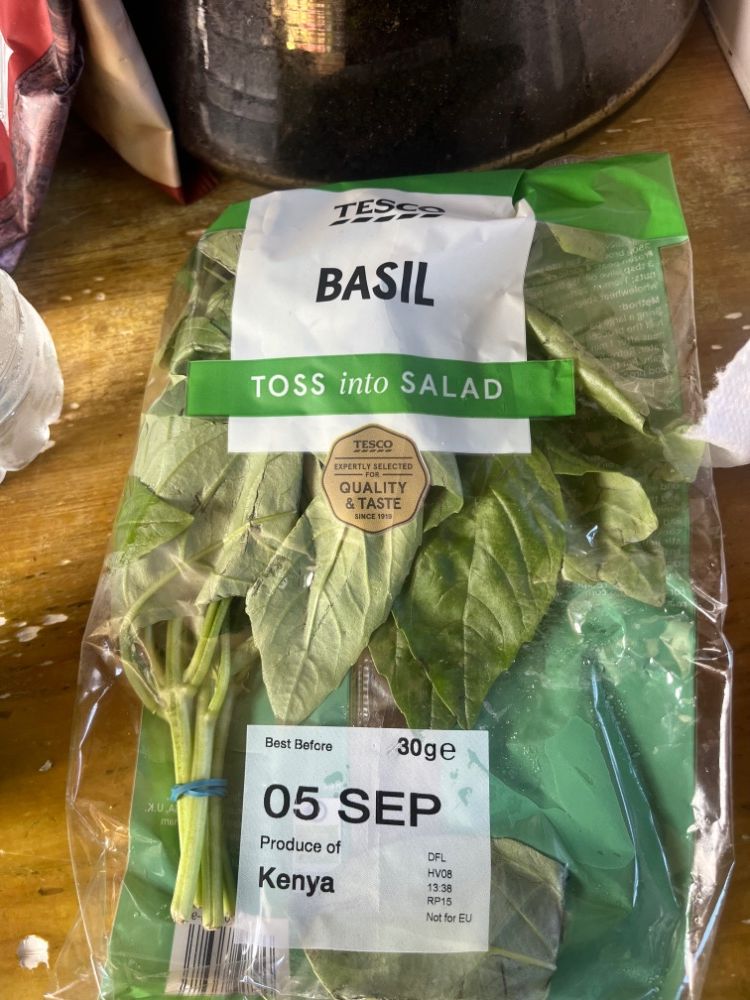 TESCO
BASIL
TOSS into SALAD
TESCO
EXPERTLY SELECTED
FOR
QUALITY
& TASTE
SINCE 1919
Best Before
30g℮
05 SEP
Produce of
Kenya
DFL
HV08
13:38
RP15
Not for EU
Method: